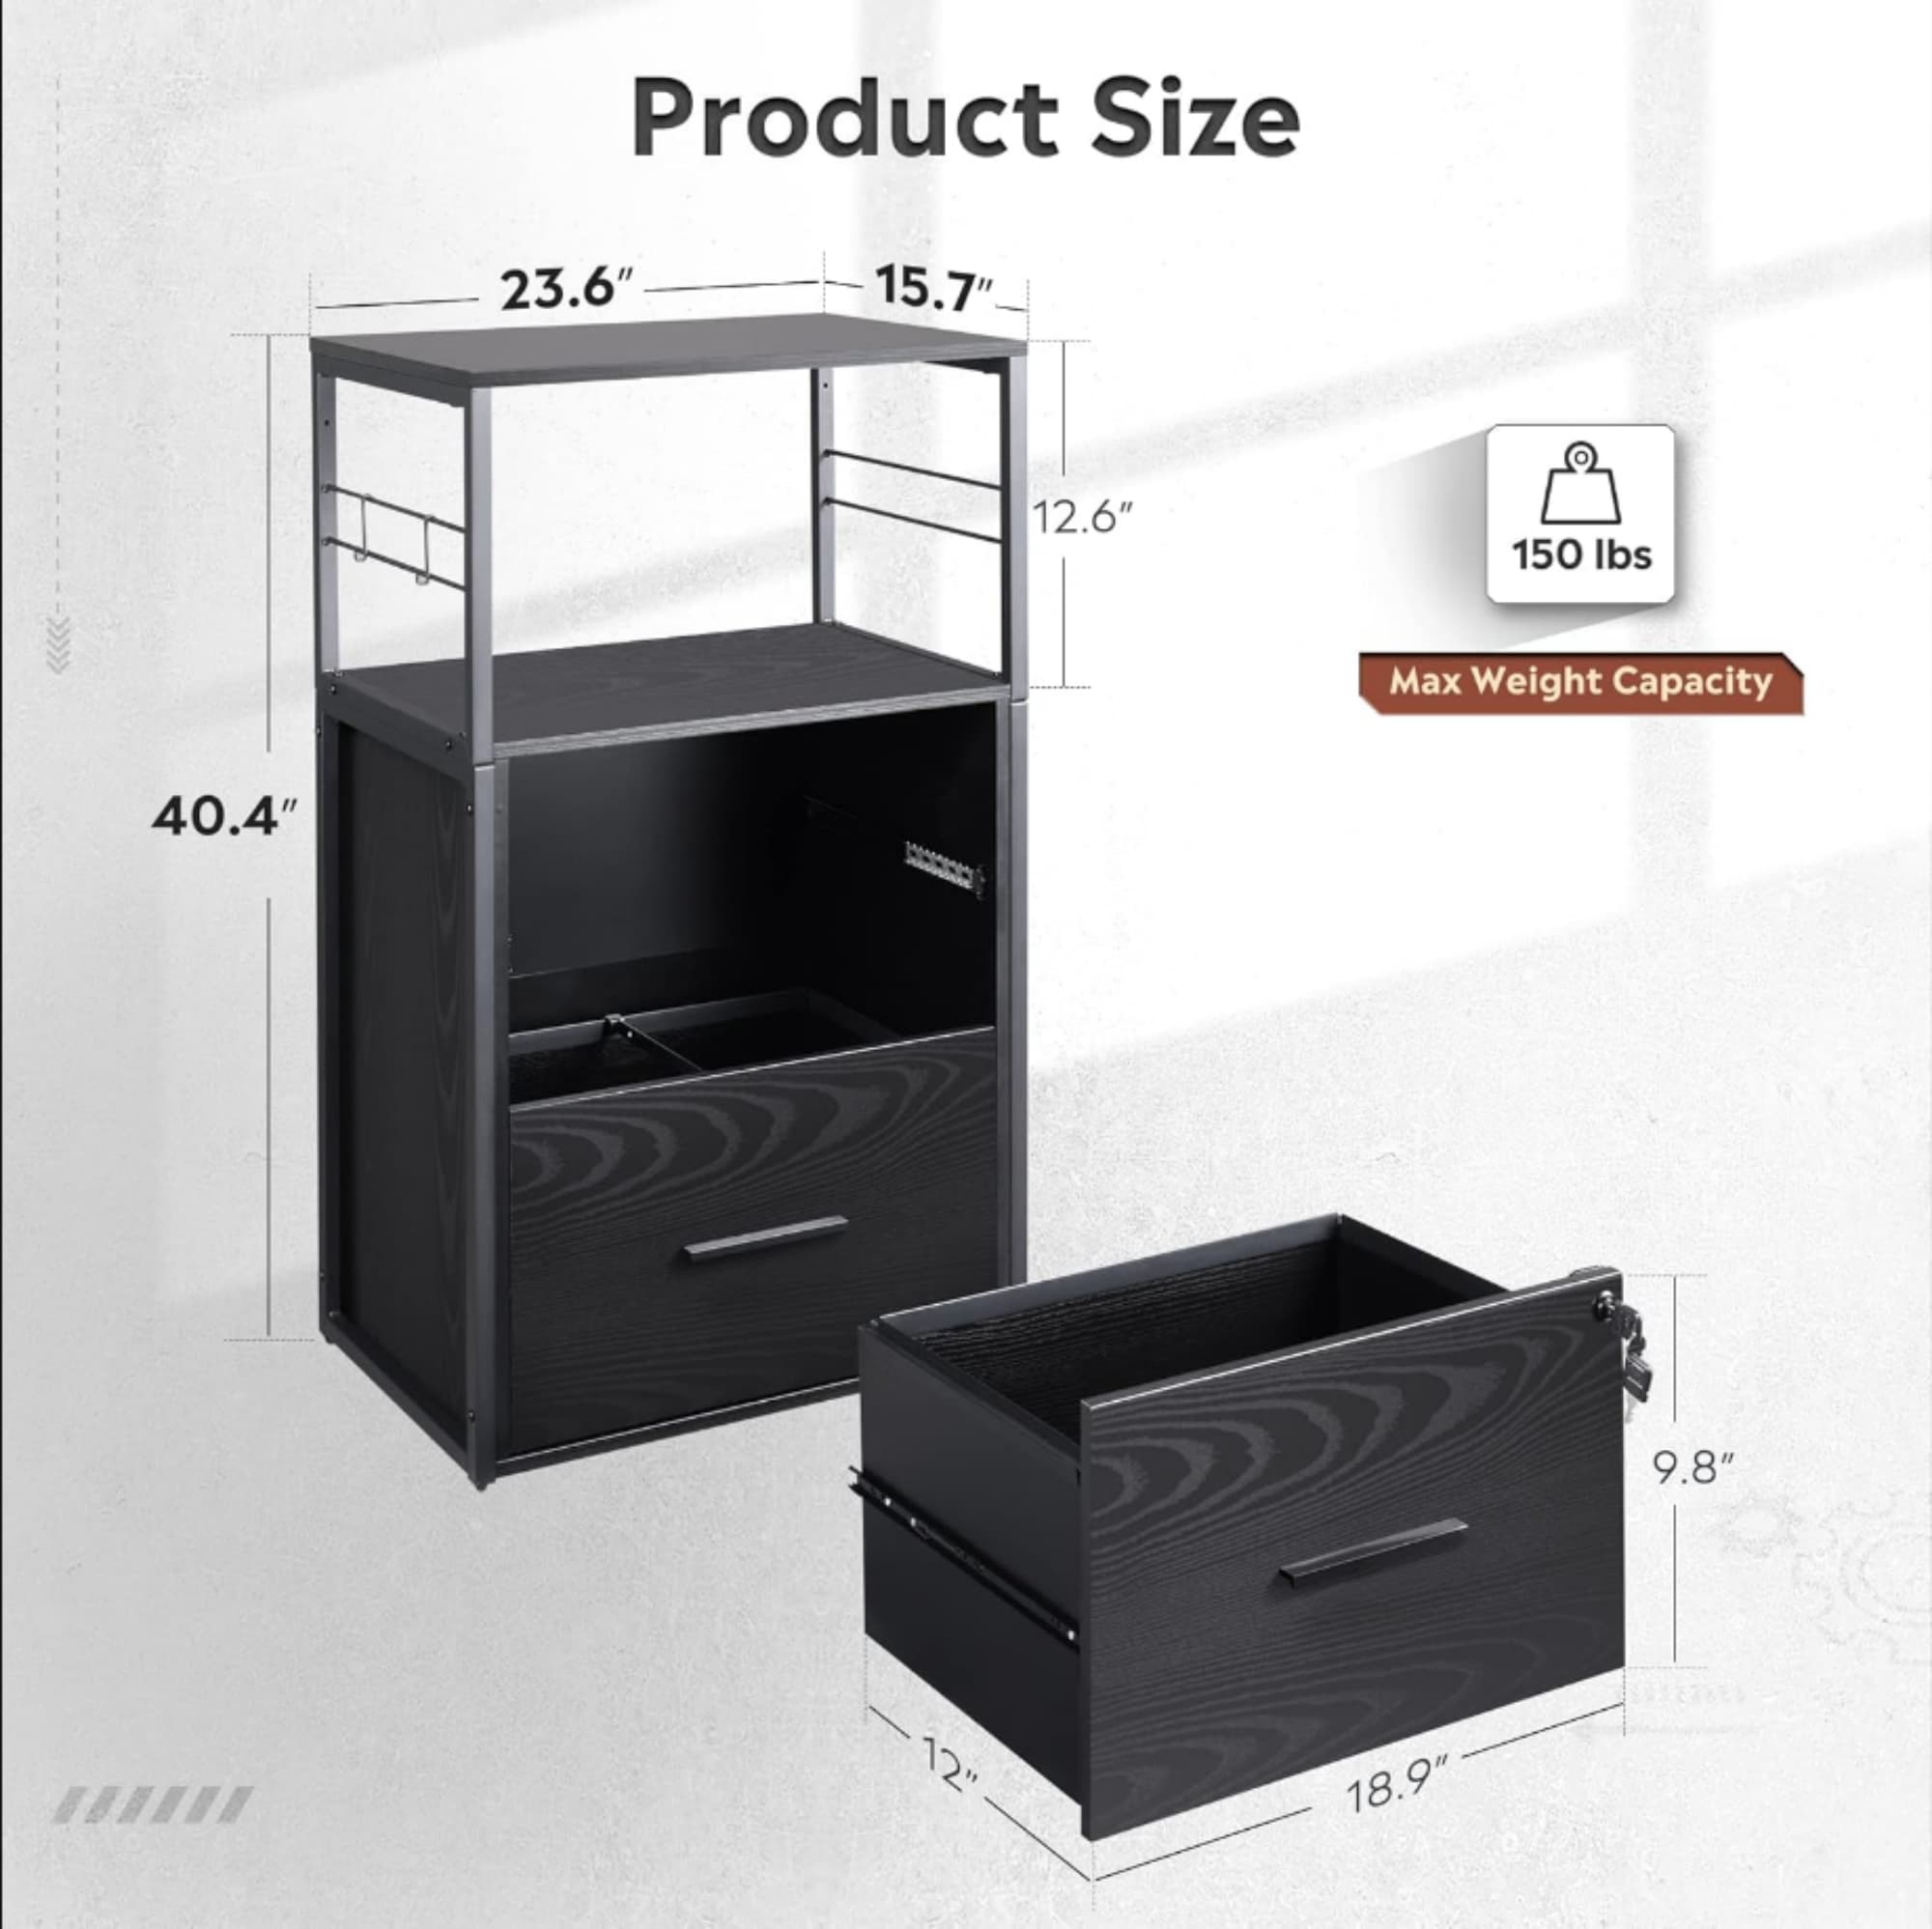 Product Size
23.6"
15.7"
12.6"
150 lbs
Max Weight Capacity
40.4"
9.8"
12"
18.9"